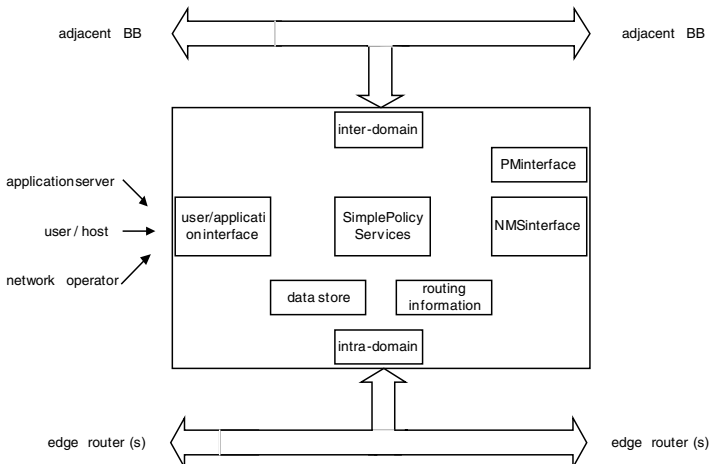 adjacent BB
adjacent BB
inter-domain
PMinterface
applicationserver
user / host
network operator
user/applicati
oninterface
SimplePolicy
Services
NMSinterface
data store
routing
information
intra-domain
edge router (s)
edge router (s)